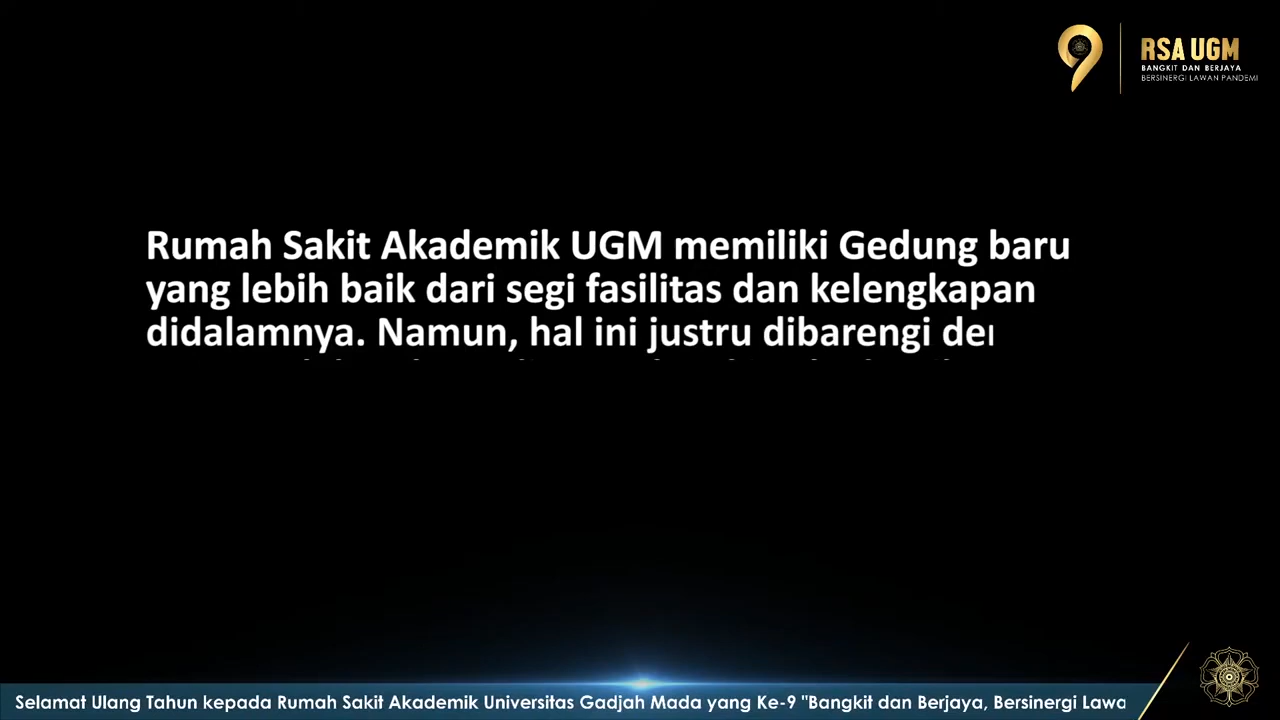 RSA UGM
BANGKIT DAN BERJAYA
BERSINERGI LAWAN PANDEMI
Rumah Sakit Akademik UGM memiliki Gedung baru
yang lebih baik dari segi fasilitas dan kelengkapan
didalamnya. Namun, hal ini justru dibarengi
Selamat Ulang Tahun kepada Rumah Sakit Akademik Universitas Gadjah Mada yang Ke-9 "Bangkit dan Berjaya, Bersinergi